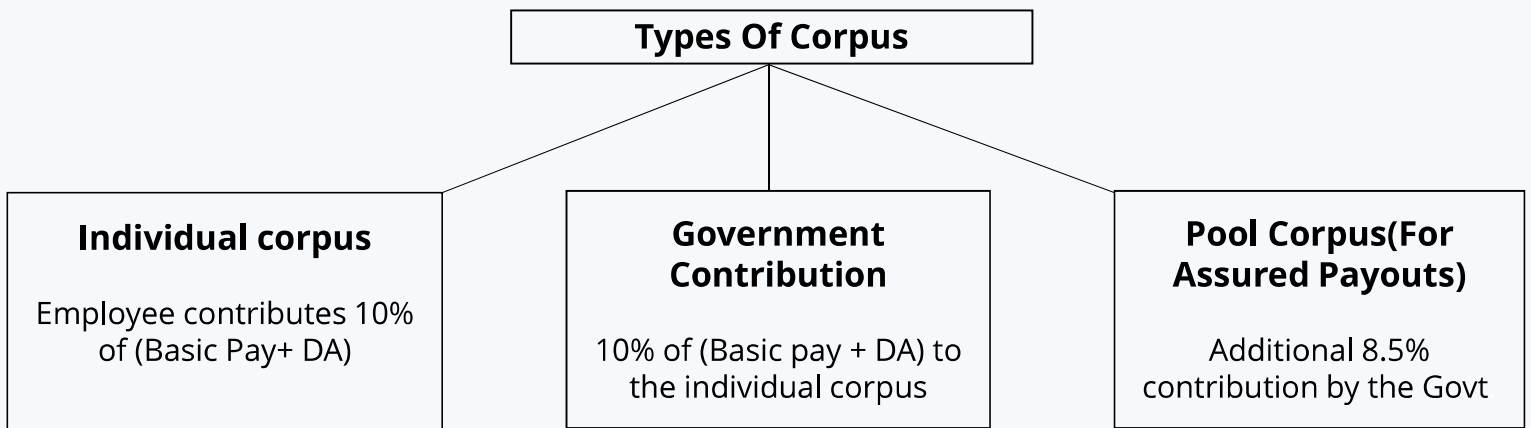 Types Of Corpus
Individual corpus
Employee contributes 10%
of (Basic Pay+ DA)
Government
Contribution
10% of (Basic pay + DA) to
the individual corpus
Pool Corpus(For
Assured Payouts)
Additional 8.5%
contribution by the Govt